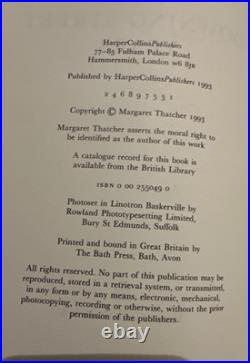 HarperCollinsPublishers
77–85 Fulham Palace Road
Hammersmith, London w6 8JB
Published by HarperCollinsPublishers 1993
2 4 6 8 9 7 5 3 1
Copyright © Margaret Thatcher 1993
Margaret Thatcher asserts the moral right to
be identified as the author of this work
A catalogue record for this book is
available from the British Library
ISBN 0 00 255049 0
Photoset in Linotron Baskerville by
Rowland Phototypesetting Limited,
Bury St Edmunds, Suffolk
Printed and bound in Great Britain by
The Bath Press, Bath, Avon
All rights reserved. No part of this publication may be
reproduced, stored in a retrieval system, or transmitted,
in any form or by any means, electronic, mechanical,
photocopying, recording or otherwise, without the prior
permission of the publishers.